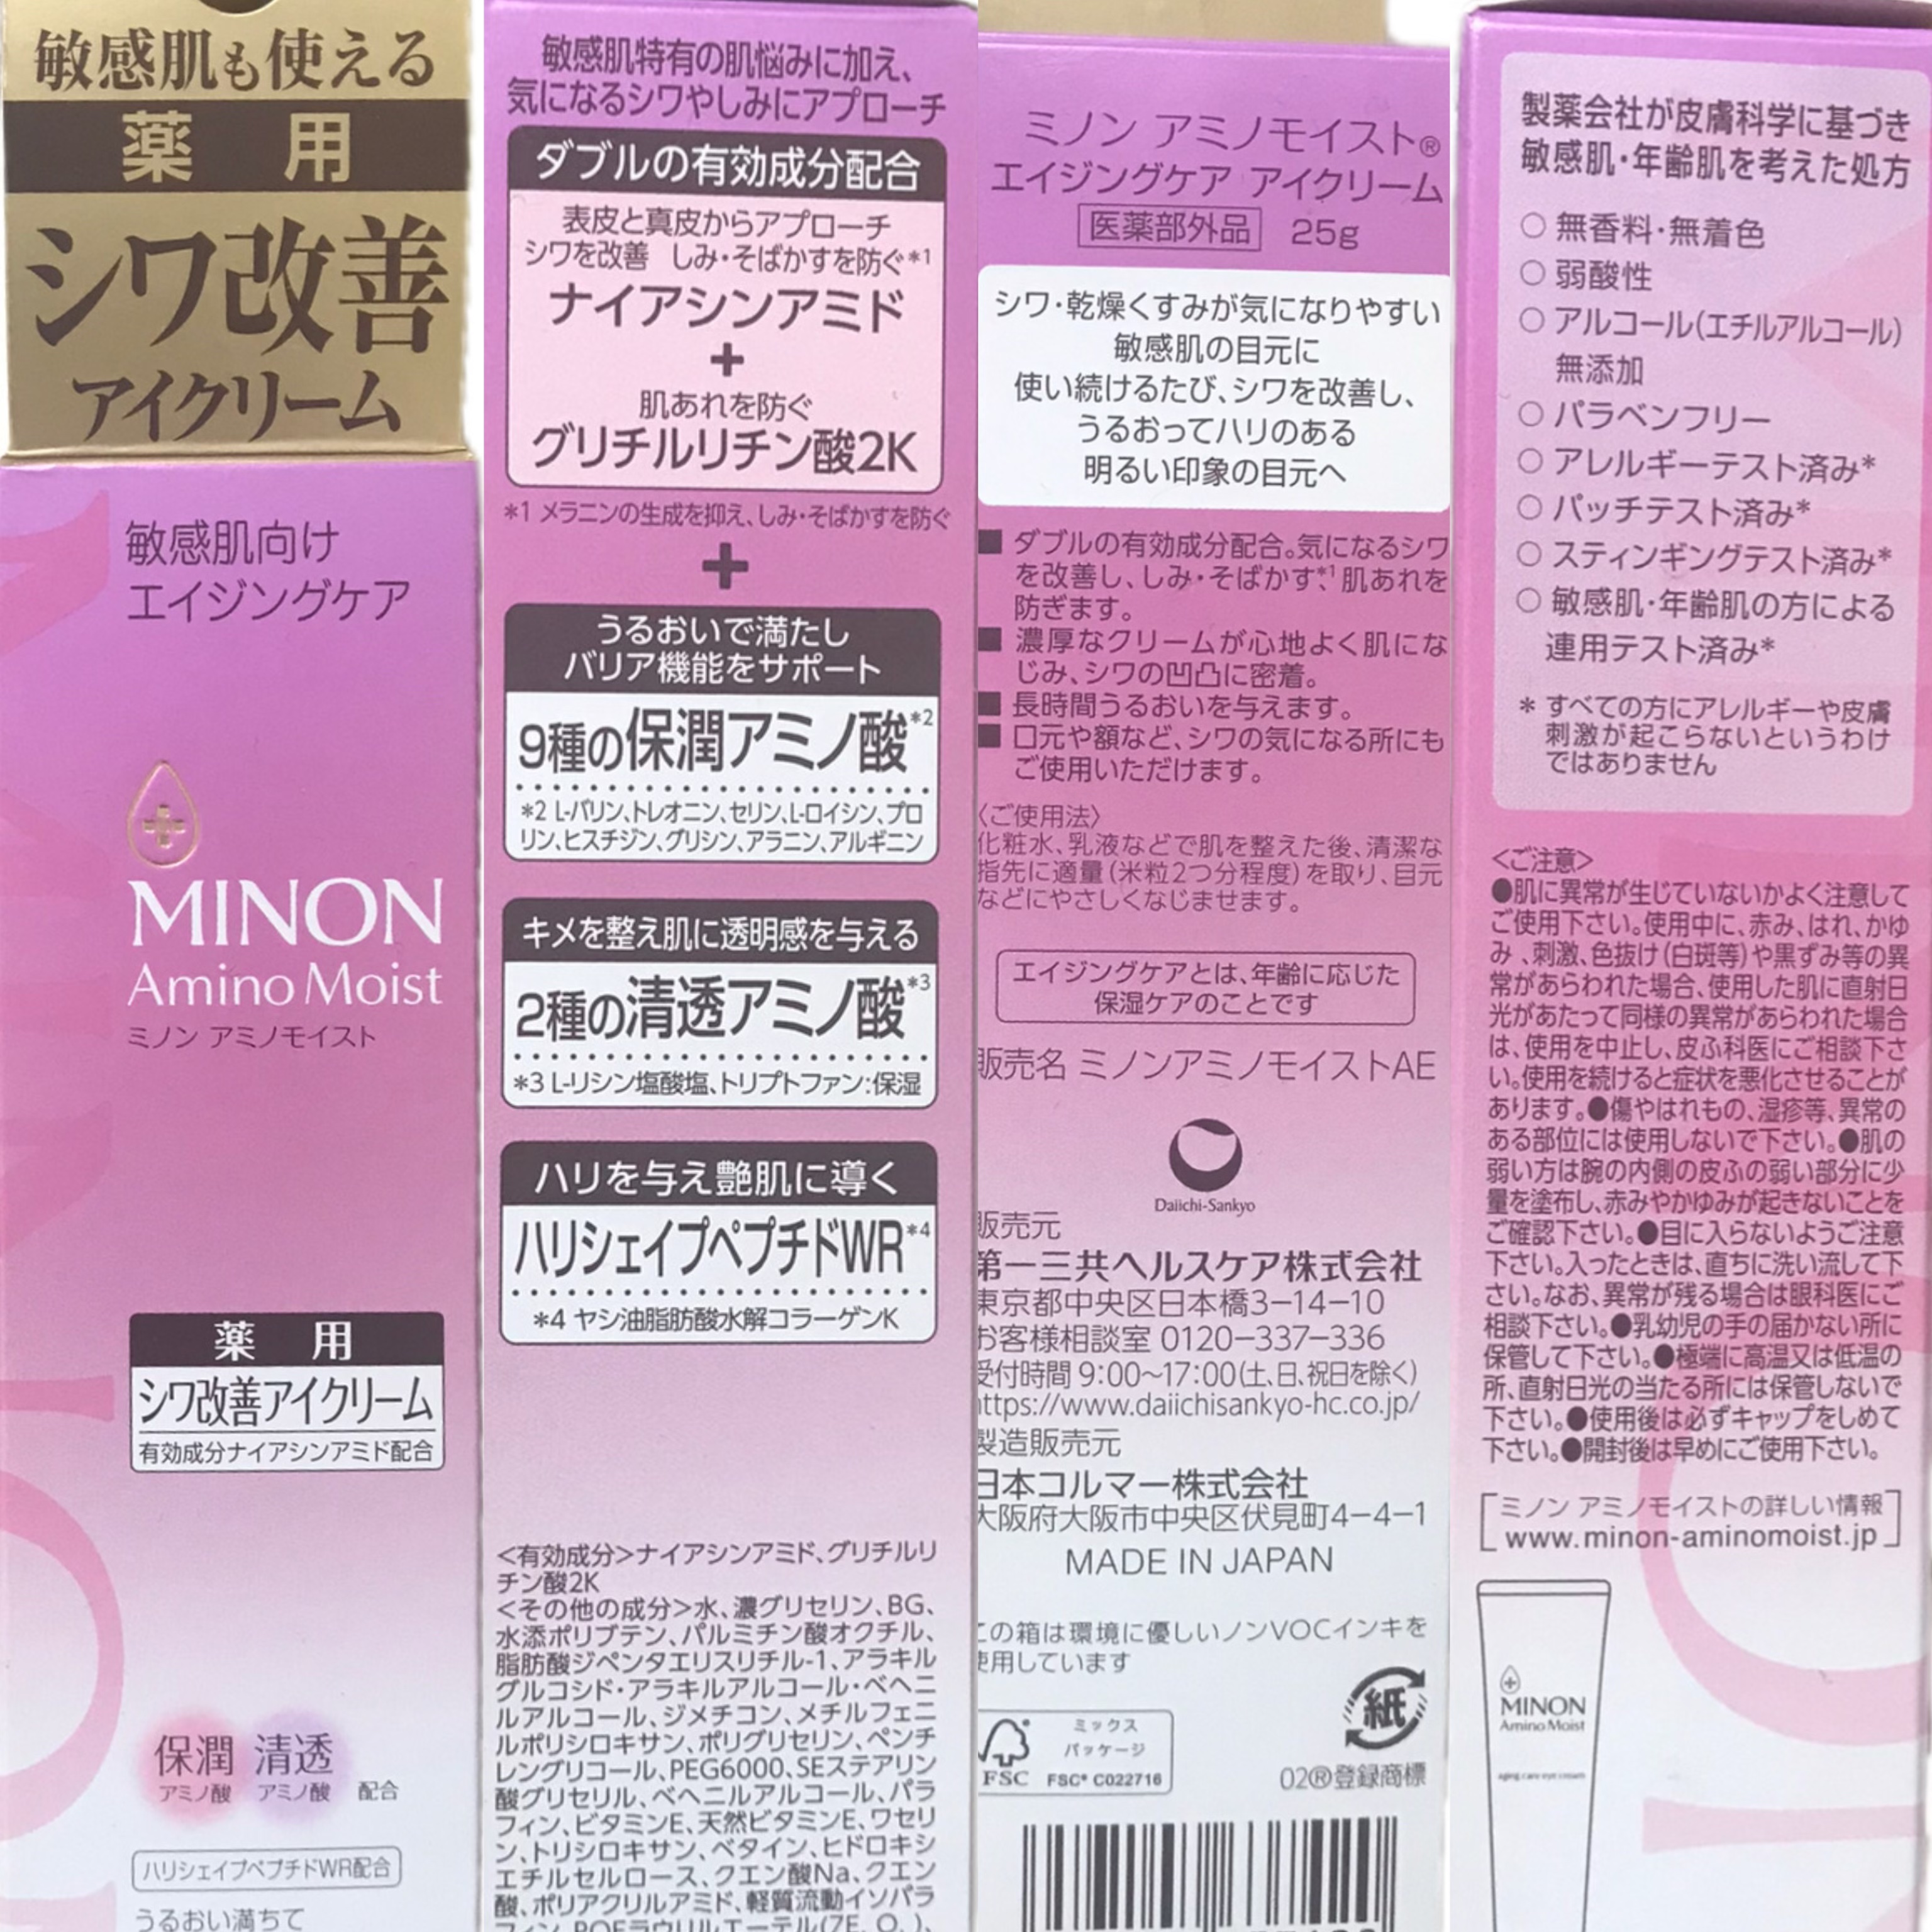 敏感肌も使える
薬 用
シワ改善
アイクリーム
敏感肌向け
エイジングケア
MINON
Amino Moist
ミノン アミノモイスト
薬 用
シワ改善アイクリーム
有効成分ナイアシンアミド配合
保潤 清透
アミノ酸 アミノ酸 配合
ハリシェイプペプチドWR配合
うるおい満ちて
敏感肌特有の肌悩みに加え、
気になるシワやしみにアプローチ
ダブルの有効成分配合
表皮と真皮からアプローチ
シワを改善 しみ・そばかすを防ぐ*1
ナイアシンアミド
+
肌あれを防ぐ
グリチルリチン酸2K
*1 メラニンの生成を抑え、しみ・そばかすを防ぐ
+
うるおいで満たし
バリア機能をサポート
9種の保潤アミノ酸*2
*2 L-バリン、トレオニン、セリン、L-ロイシン、プロ
リン、ヒスチジン、グリシン、アラニン、アルギニン
キメを整え肌に透明感を与える
2種の清透アミノ酸*3
*3 L-リシン塩酸塩、トリプトファン:保湿
ハリを与え艶肌に導く
ハリシェイプペプチドWR*4
*4 ヤシ油脂肪酸水解コラーゲンK
<有効成分>ナイアシンアミド、グリチルリ
チン酸2K
<その他の成分>水、濃グリセリン、BG、
水添ポリブテン、パルミチン酸オクチル、
脂肪酸ジペンタエリスリチル-1、アラキル
グルコシド・アラキルアルコール・ベヘニ
ルアルコール、ジメチコン、メチルフェニ
ルポリシロキサン、ポリグリセリン、ペンチ
レングリコール、PEG6000、SEステアリン
酸グリセリル、ベヘニルアルコール、パラ
フィン、ビタミンE、天然ビタミンE、ワセリ
ン、トリシロキサン、ベタイン、ヒドロキシ
エチルセルロース、クエン酸Na、クエン
酸、ポリアクリルアミド、軽質流動イソパラ
フィン、POEラウリルエーテル(7E. O. )、
ミノン アミノモイスト®
エイジングケア アイクリーム
医薬部外品 25g
シワ・乾燥くすみが気になりやすい
敏感肌の目元に
使い続けるたび、シワを改善し、
うるおってハリのある
明るい印象の目元へ
■ ダブルの有効成分配合。気になるシワ
を改善し、しみ・そばかす*1、肌あれを
防ぎます。
■ 濃厚なクリームが心地よく肌にな
じみ、シワの凹凸に密着。
■ 長時間うるおいを与えます。
■ 口元や額など、シワの気になる所にも
ご使用いただけます。
〈ご使用法〉
化粧水、乳液などで肌を整えた後、清潔な
指先に適量(米粒2つ分程度)を取り、目元
などにやさしくなじませます。
エイジングケアとは、年齢に応じた
保湿ケアのことです
販売名 ミノンアミノモイストAE
Daiichi-Sankyo
販売元
第一三共ヘルスケア株式会社
東京都中央区日本橋3-14-10
お客様相談室 0120-337-336
受付時間 9:00〜17:00(土、日、祝日を除く)
https://www.daiichisankyo-hc.co.jp/
製造販売元
日本コルマー株式会社
大阪府大阪市中央区伏見町4-4-1
MADE IN JAPAN
この箱は環境に優しいノンVOCインキを
使用しています
ミックス
パッケージ
FSC FSC® C022716
紙
02®登録商標
製薬会社が皮膚科学に基づき
敏感肌・年齢肌を考えた処方
○ 無香料・無着色
○ 弱酸性
○ アルコール(エチルアルコール)
無添加
○ パラベンフリー
○ アレルギーテスト済み*
○ パッチテスト済み*
○ スティンギングテスト済み*
○ 敏感肌・年齢肌の方による
連用テスト済み*
* すべての方にアレルギーや皮膚
刺激が起こらないというわけ
ではありません
<ご注意>
●肌に異常が生じていないかよく注意して
ご使用下さい。使用中に、赤み、はれ、かゆ
み、刺激、色抜け(白斑等)や黒ずみ等の異
常があらわれた場合、使用した肌に直射日
光があたって同様の異常があらわれた場合
は、使用を中止し、皮ふ科医にご相談下さ
い。使用を続けると症状を悪化させることが
あります。●傷やはれもの、湿疹等、異常の
ある部位には使用しないで下さい。●肌の
弱い方は腕の内側の皮ふの弱い部分に少
量を塗布し、赤みやかゆみが起きないことを
ご確認下さい。●目に入らないようご注意
下さい。入ったときは、直ちに洗い流して下
さい。なお、異常が残る場合は眼科医にご
相談下さい。●乳幼児の手の届かない所に
保管して下さい。●極端に高温又は低温の
所、直射日光の当たる所には保管しないで
下さい。●使用後は必ずキャップをしめて
下さい。●開封後は早めにご使用下さい。
ミノン アミノモイストの詳しい情報
www.minon-aminomoist.jp
MINON
Amino Moist
aging care eye cream